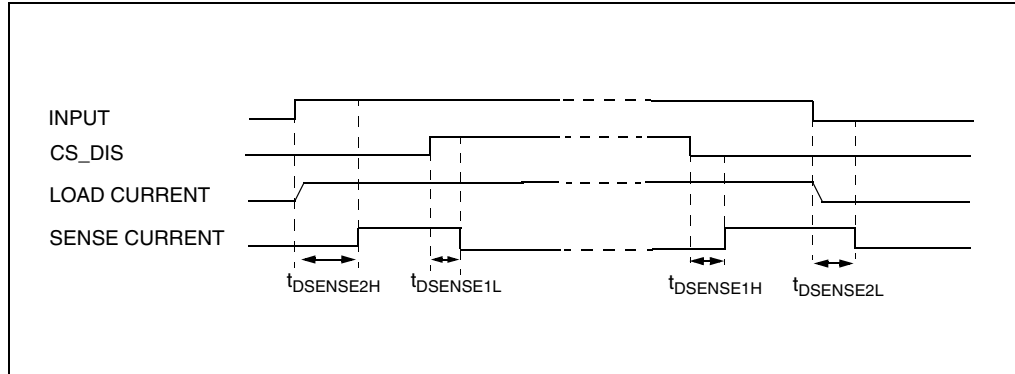 INPUT
CS_DIS
LOAD CURRENT
SENSE CURRENT
tDSENSE2H tDSENSE1L tDSENSE1H tDSENSE2L